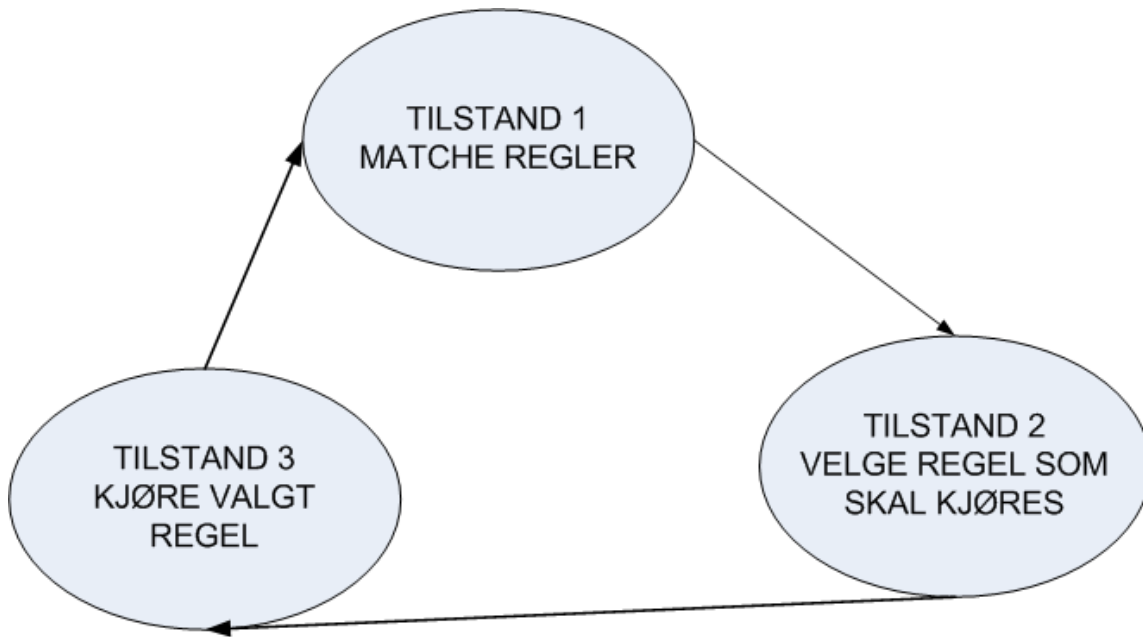 TILSTAND 1
MATCHE REGLER
TILSTAND 2
VELGE REGEL SOM
SKAL KJØRES
TILSTAND 3
KJØRE VALGT
REGEL